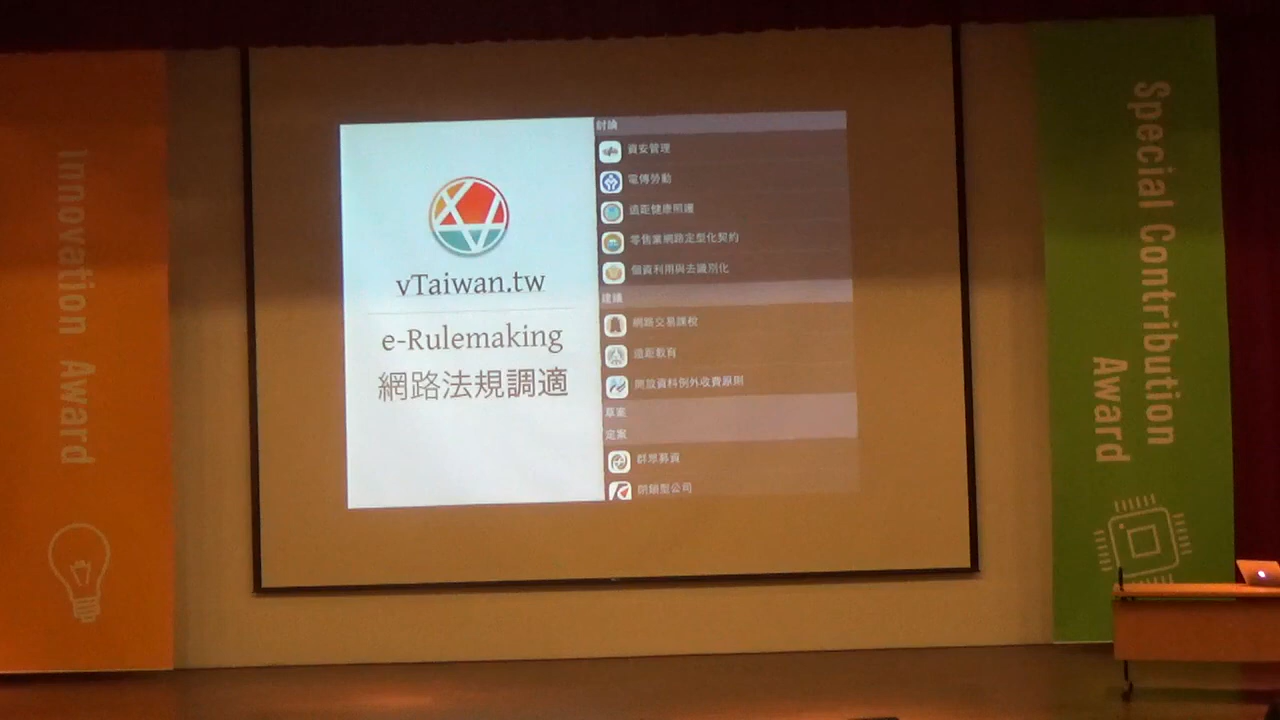 Innovation Award
vTaiwan.tw
e-Rulemaking
網路法規調適
討論
資安管理
電傳勞動
遠距健康照護
零售業網路定型化契約
個資利用與去識別化
建議
網路交易課稅
遠距教育
開放資料例外收費原則
草案
定案
群眾募資
閉鎖型公司
Special Contribution
Award